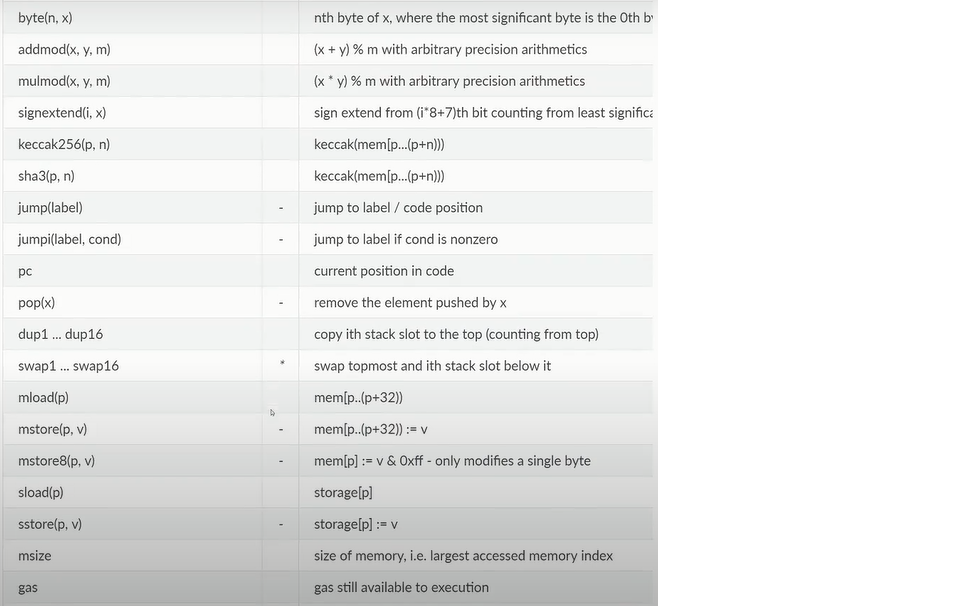 byte(n, x) nth byte of x, where the most significant byte is the 0th
addmod(x, y, m) (x + y) % m with arbitrary precision arithmetics
mulmod(x, y, m) (x * y) % m with arbitrary precision arithmetics
signextend(i, x) sign extend from (i*8+7)th bit counting from least
keccak256(p, n) keccak(mem[p...(p+n)))
sha3(p, n) keccak(mem[p...(p+n)))
jump(label) - jump to label / code position
jumpi(label, cond) - jump to label if cond is nonzero
pc current position in code
pop(x) - remove the element pushed by x
dup1 ... dup16 copy ith stack slot to the top (counting from top)
swap1 ... swap16 * swap topmost and ith stack slot below it
mload(p) mem[p..(p+32))
mstore(p, v) - mem[p..(p+32)) := v
mstore8(p, v) - mem[p] := v & 0xff - only modifies a single byte
sload(p) storage[p]
sstore(p, v) - storage[p] := v
msize size of memory, i.e. largest accessed memory index
gas gas still available to execution